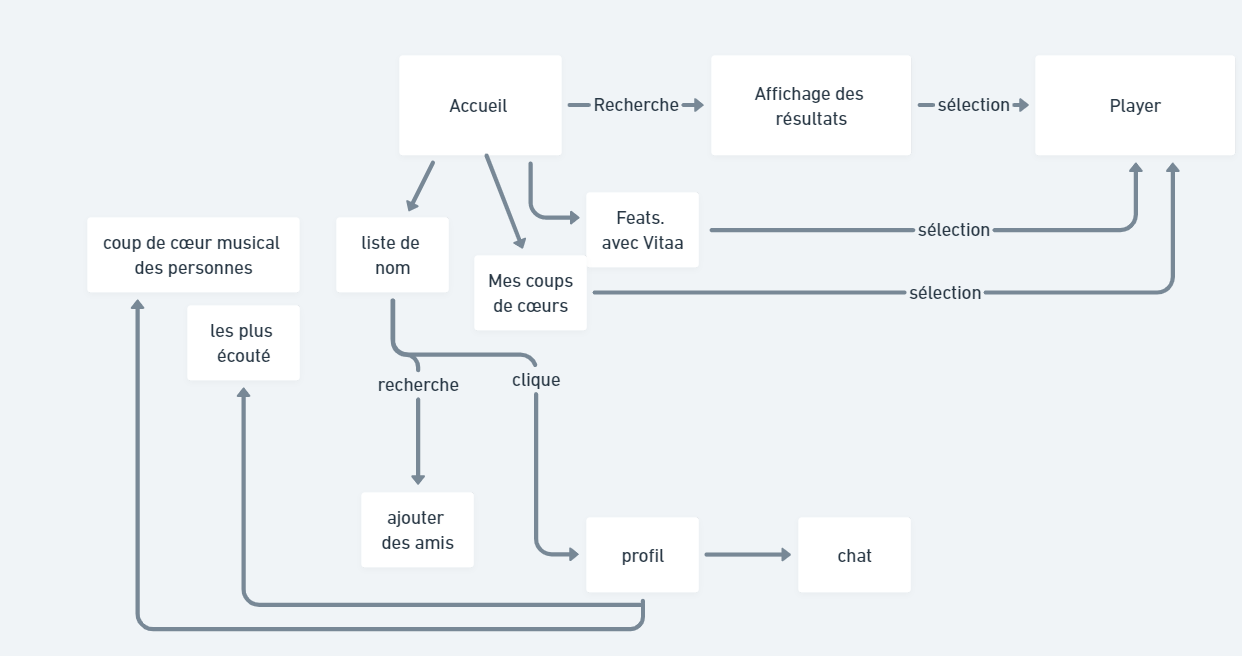 Accueil
Recherche
Affichage des
résultats
sélection
Player
Feats.
avec Vitaa
sélection
coup de cœur musical
des personnes
liste de
nom
Mes coups
de cœurs
sélection
les plus
écouté
recherche
clique
ajouter
des amis
profil
chat